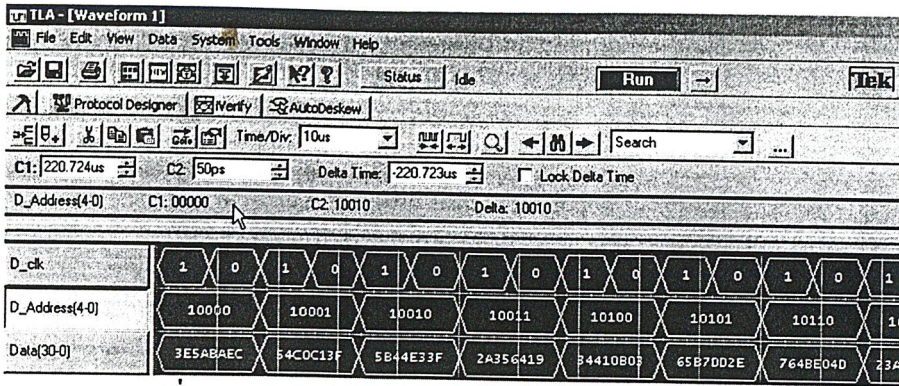 TLA - [Waveform 1]
File Edit View Data System Tools Window Help
Status Idle Run Tek
Protocol Designer iVerify AutoDeskew
Goto Time/Div: 10us Search ...
C1: 220.724us C2: 50ps Delta Time: -220.723us Lock Delta Time
D_Address(4-0) C1: 00000 C2: 10010 Delta: 10010
D_clk 1 0 1 0 1 0 1 0 1 0 1 0 1 0 1
D_Address(4-0) 10000 10001 10010 10011 10100 10101 10110
Data(30-0) 3E5ABAEC 54C0C13F 5B44E33F 2A356419 34410B03 65B7DD2E 764BE04D 23A